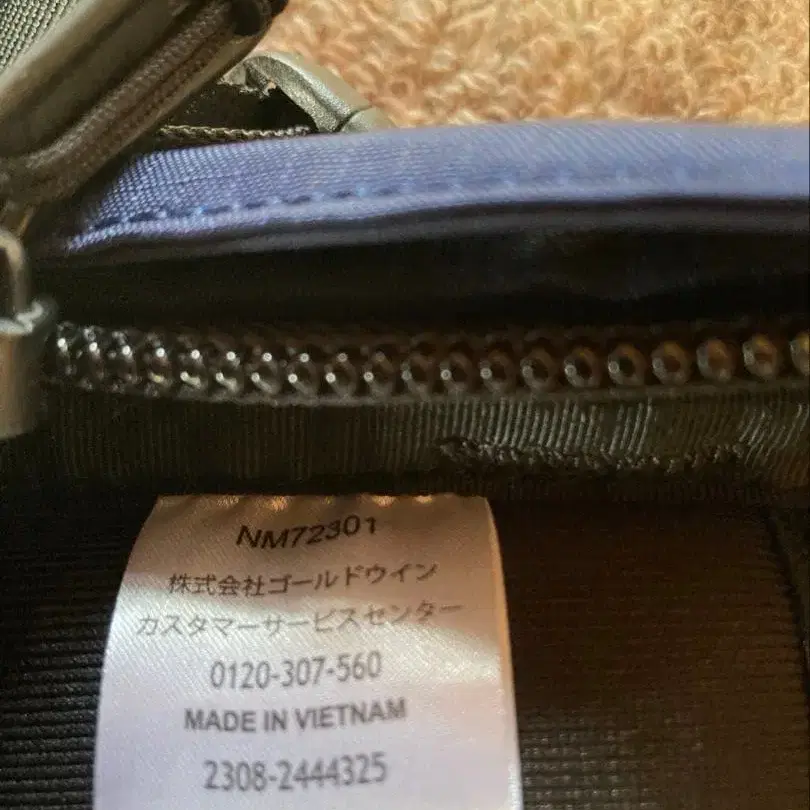 NM72301
株式会社ゴールドウイン
カスタマーサービスセンター
0120-307-560
MADE IN VIETNAM
2308-2444325